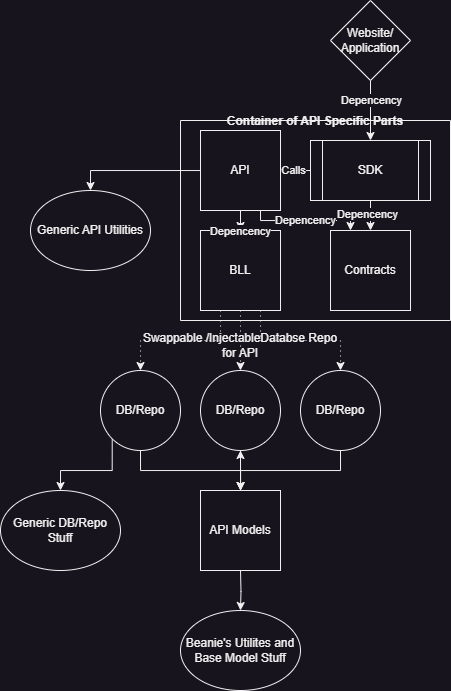 Website/
Application
Depencency
Container of API Specific Parts
API
Calls
SDK
Generic API Utilities
Depencency
Depencency
Depencency
BLL
Contracts
Swappable /InjectableDatabse Repo
for API
DB/Repo
DB/Repo
DB/Repo
Generic DB/Repo
Stuff
API Models
Beanie's Utilites and
Base Model Stuff